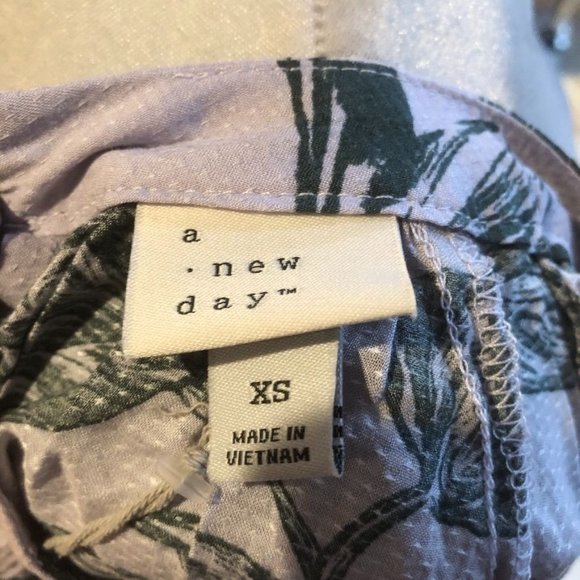 a
· new
day™
XS
MADE IN
VIETNAM